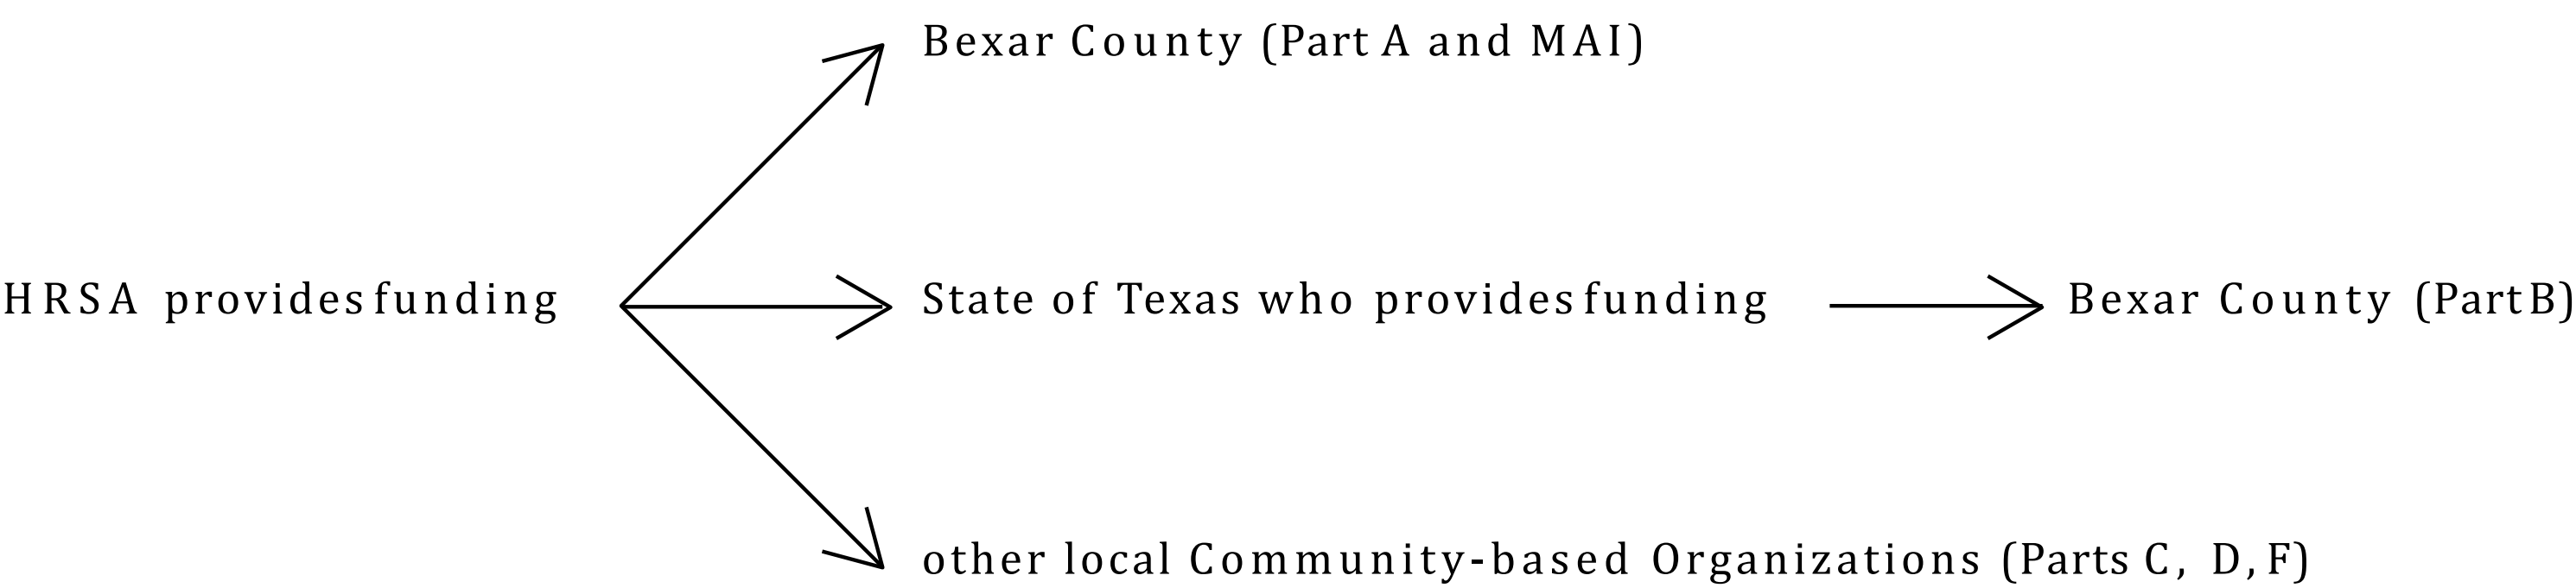 Bexar County (Part A and MAI)
HRSA provides funding
State of Texas who provides funding
Bexar County (Part B)
other local Community-based Organizations (Parts C, D, F)